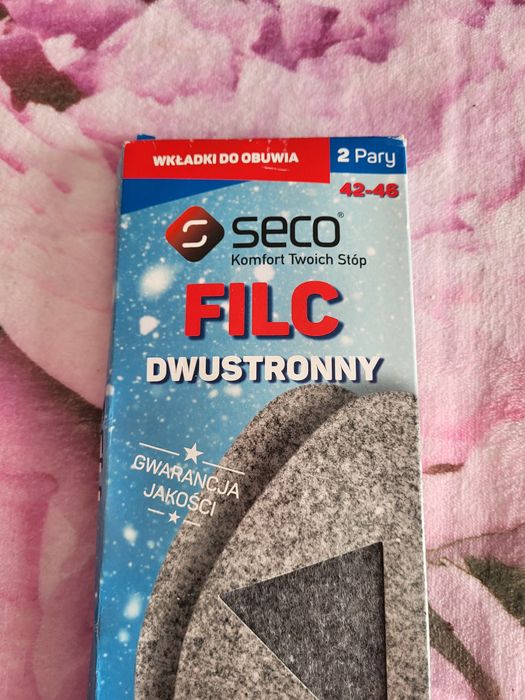 WKŁADKI DO OBUWIA
2 Pary
42-46
seco®
Komfort Twoich Stóp
FILC
DWUSTRONNY
GWARANCJA
JAKOŚCI